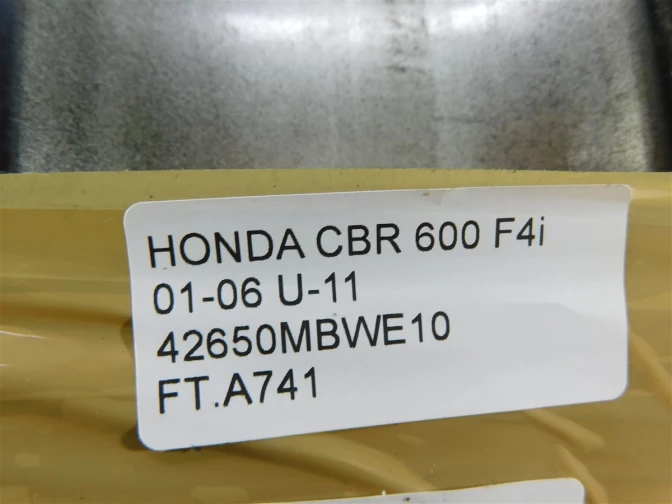 HONDA CBR 600 F4i
01-06 U-11
42650MBWE10
FT.A741